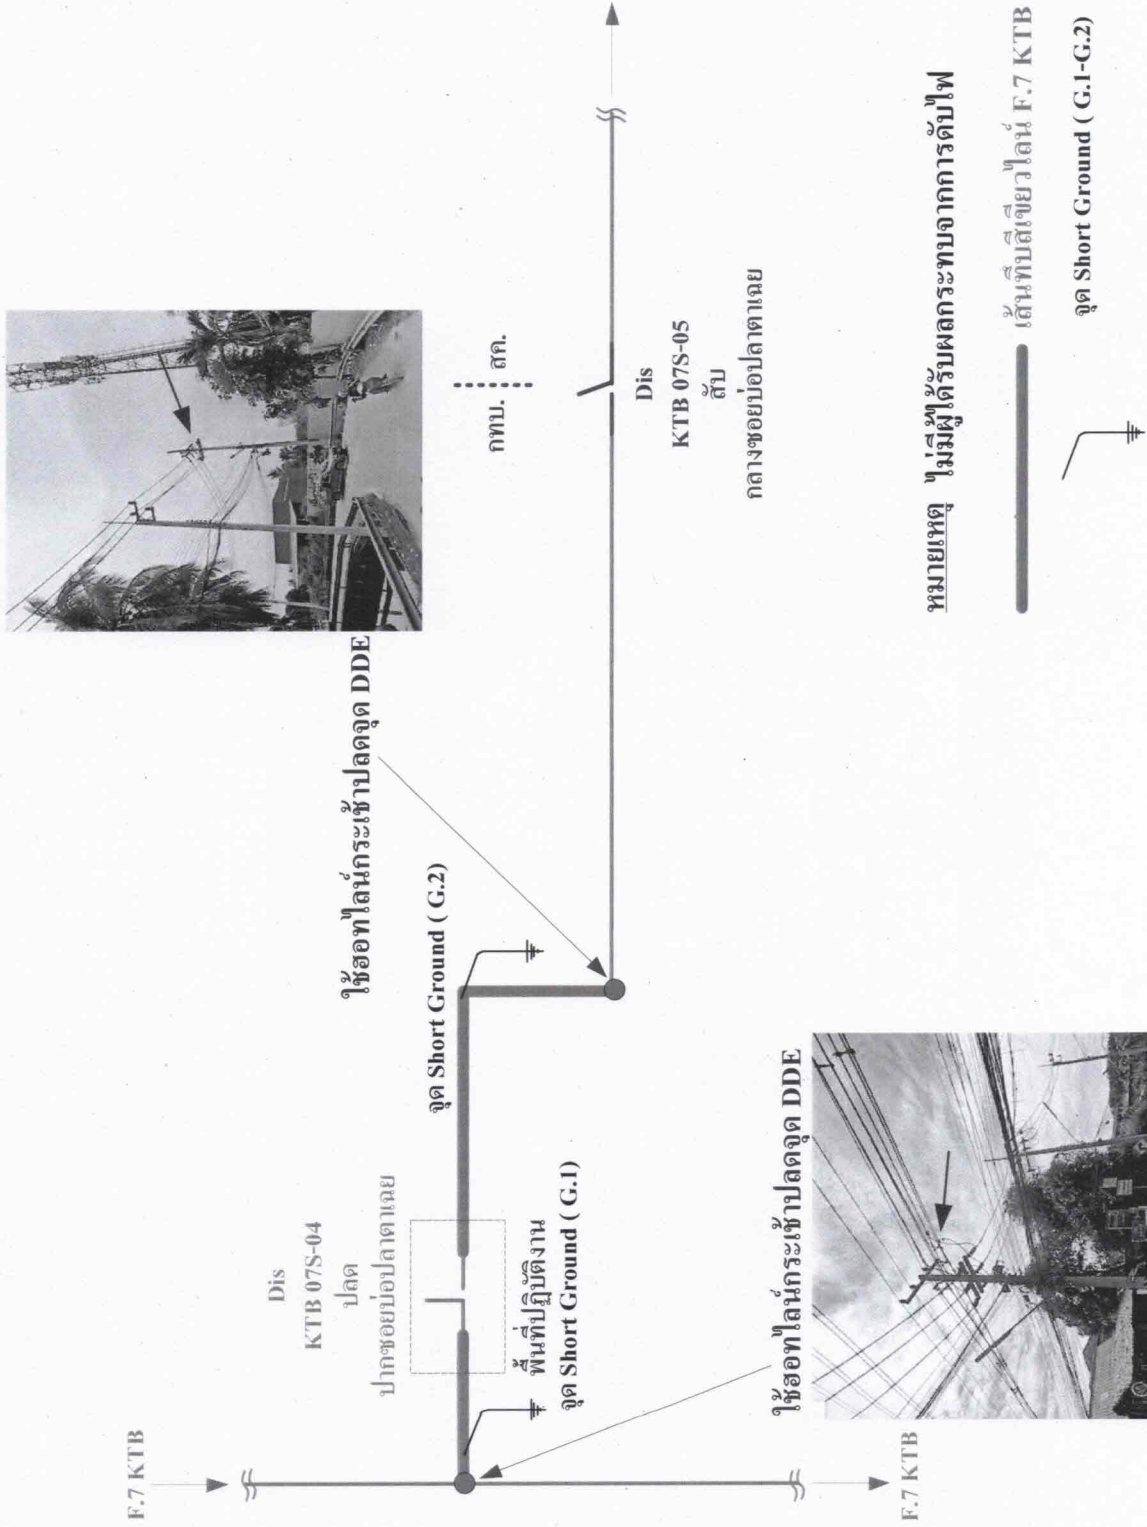 F.7 KTB
Dis
KTB 07S-04
ปลด
ปากซอยบ่อปลาตาเฉย
พื้นที่ปฏิบัติงาน
จุด Short Ground ( G.1)
จุด Short Ground ( G.2)
ใช้ฮอทไลน์กระเช้าปลดจุด DDE
ใช้ฮอทไลน์กระเช้าปลดจุด DDE
F.7 KTB
กทบ.
สค.
Dis
KTB 07S-05
สับ
กลางซอยบ่อปลาตาเฉย
หมายเหตุ ไม่มีผู้ได้รับผลกระทบจากการดับไฟ
เส้นทึบสีเขียวไลน์ F.7 KTB
จุด Short Ground ( G.1-G.2)